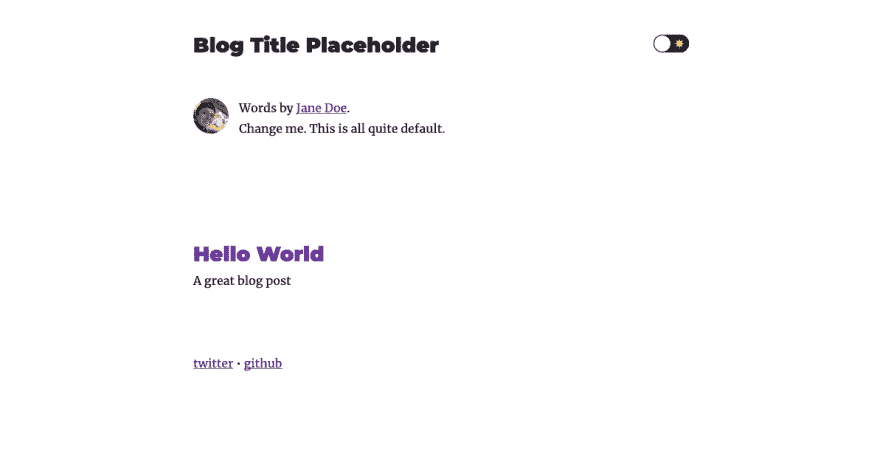 Blog Title Placeholder
Words by Jane Doe.
Change me. This is all quite default.
Hello World
A great blog post
twitter • github